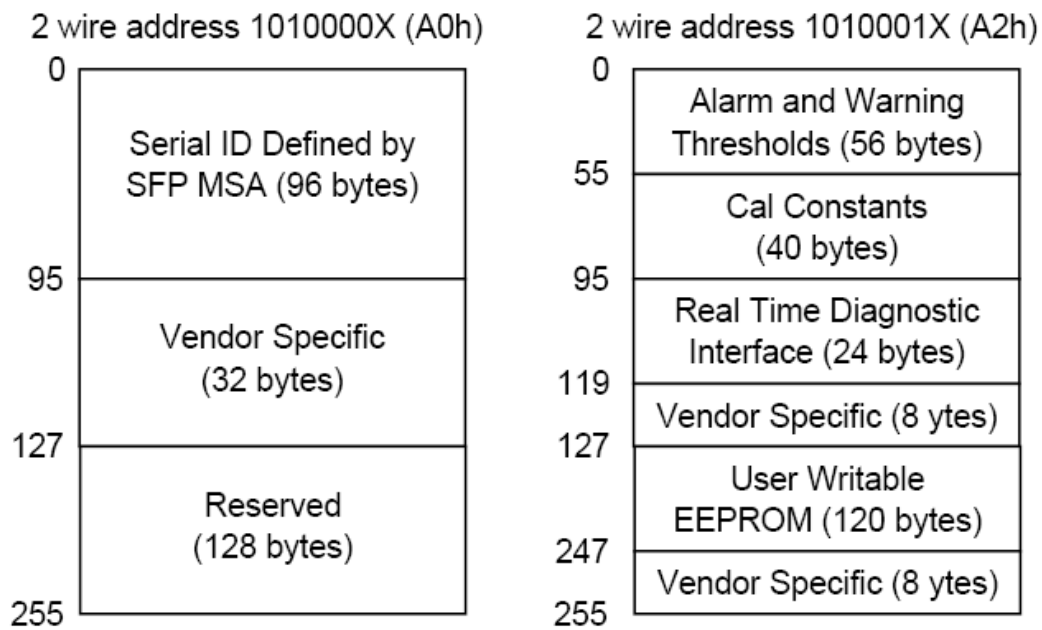 2 wire address 1010000X (A0h)
0
Serial ID Defined by
SFP MSA (96 bytes)
95
Vendor Specific
(32 bytes)
127
Reserved
(128 bytes)
255
2 wire address 1010001X (A2h)
0
Alarm and Warning
Thresholds (56 bytes)
55
Cal Constants
(40 bytes)
95
Real Time Diagnostic
Interface (24 bytes)
119
Vendor Specific (8 ytes)
127
User Writable
EEPROM (120 bytes)
247
Vendor Specific (8 ytes)
255